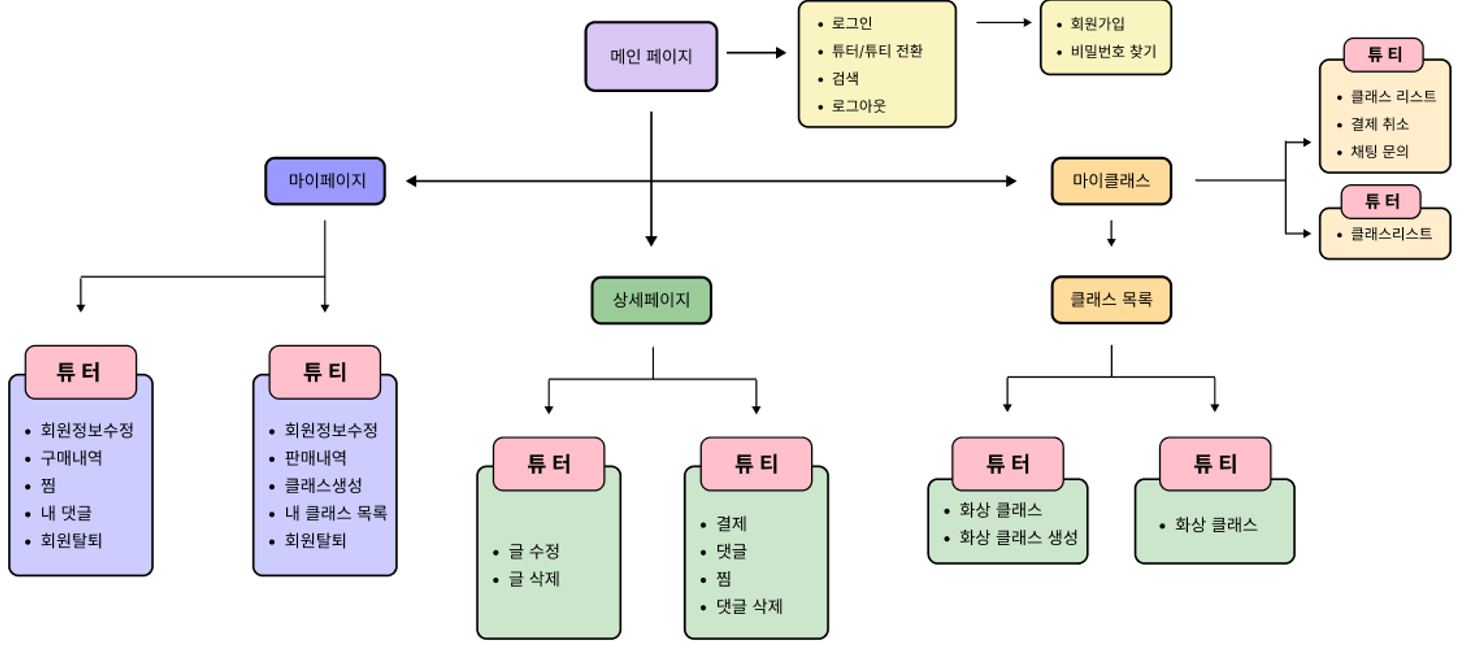 메인 페이지
• 로그인
• 튜터/튜티 전환
• 검색
• 로그아웃
• 회원가입
• 비밀번호 찾기
튜 티
• 클래스 리스트
• 결제 취소
• 채팅 문의
튜 터
• 클래스리스트
마이페이지
마이클래스
상세페이지
클래스 목록
튜 터
• 회원정보수정
• 구매내역
• 찜
• 내 댓글
• 회원탈퇴
튜 티
• 회원정보수정
• 판매내역
• 클래스생성
• 내 클래스 목록
• 회원탈퇴
튜 터
• 글 수정
• 글 삭제
튜 티
• 결제
• 댓글
• 찜
• 댓글 삭제
튜 터
• 화상 클래스
• 화상 클래스 생성
튜 티
• 화상 클래스